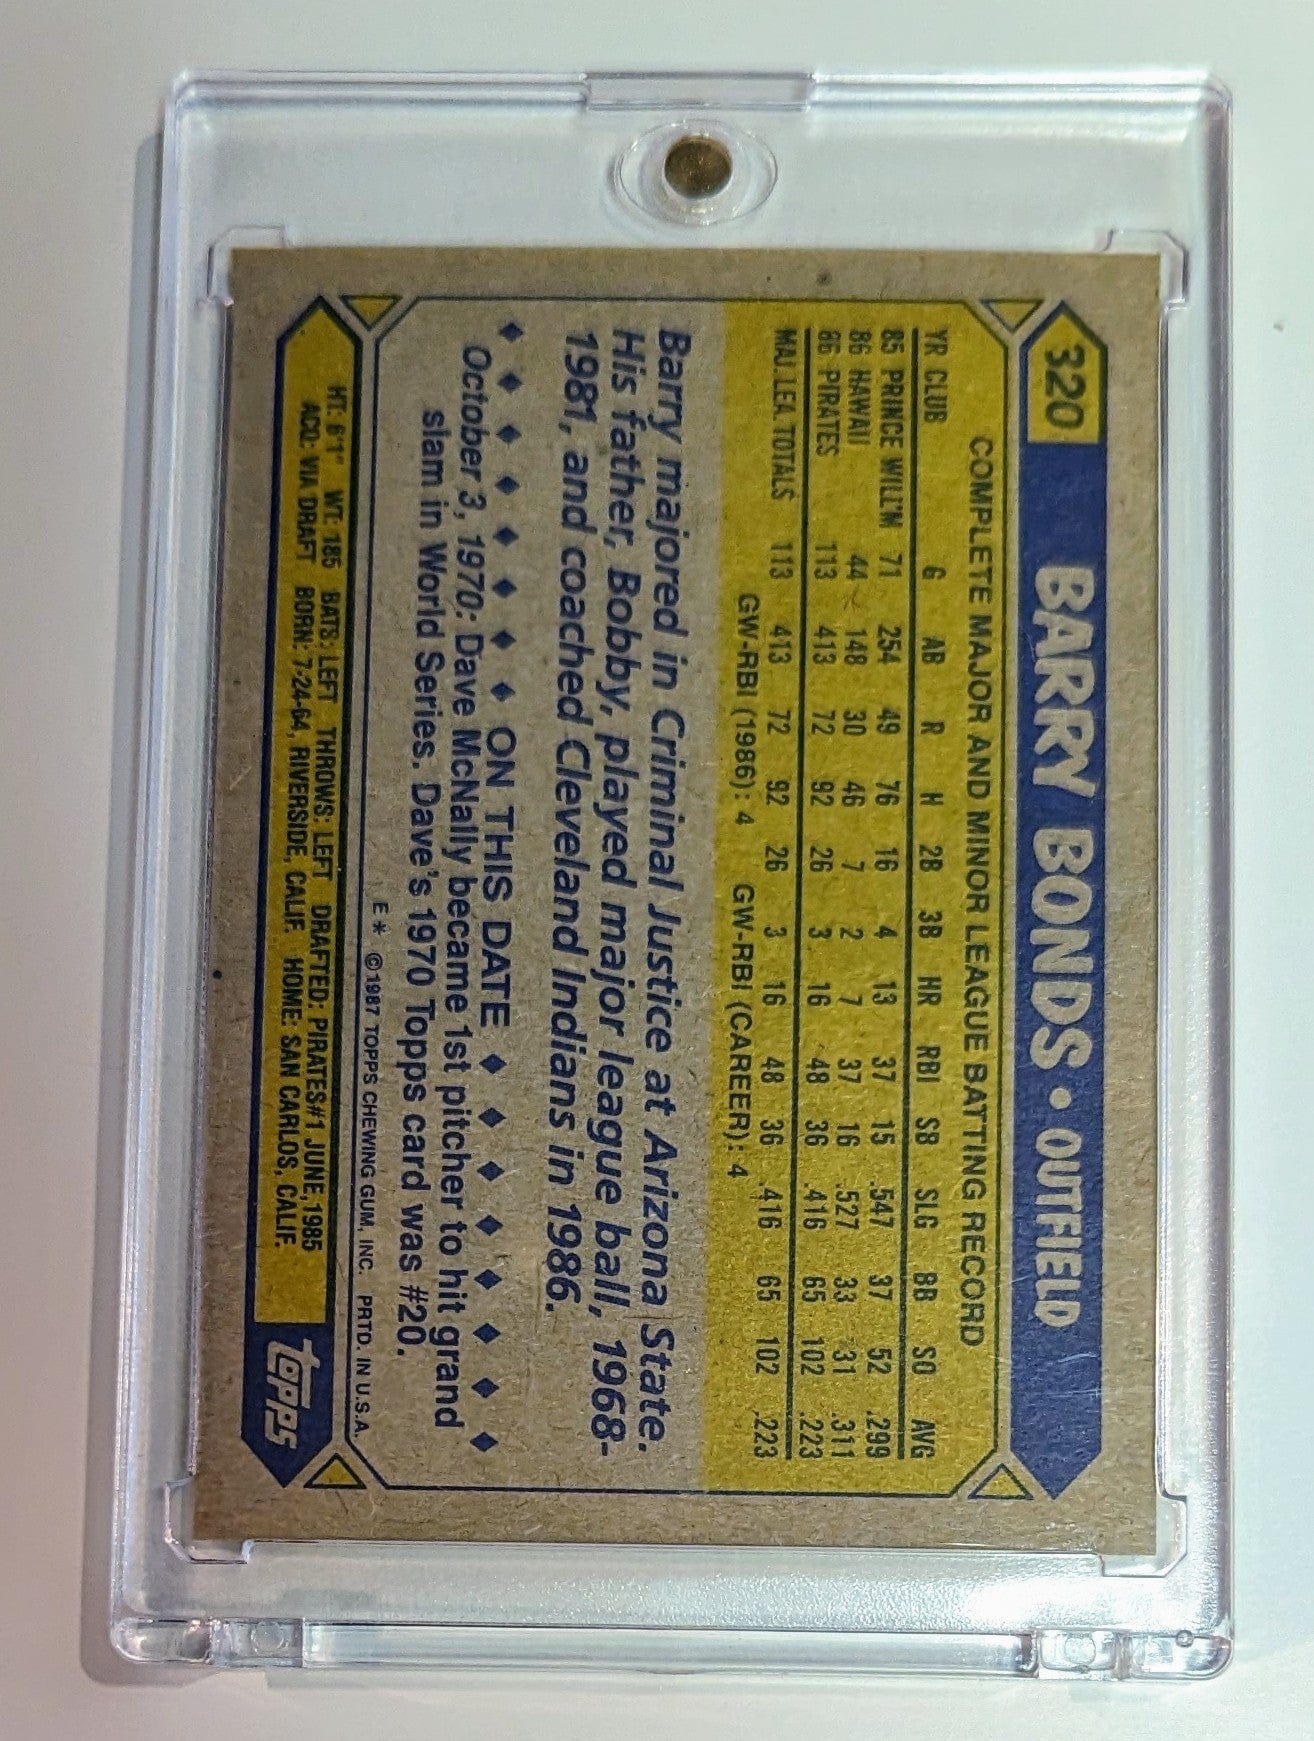 320 BARRY BONDS • OUTFIELD
COMPLETE MAJOR AND MINOR LEAGUE BATTING RECORD
YR CLUB G AB R H 2B 3B HR RBI SB SLG BB SO AVG
85 PRINCE WILL'M 71 254 49 76 16 4 13 37 15 .547 37 52 .299
86 HAWAII 44 148 30 46 7 2 7 37 16 .527 33 31 .311
86 PIRATES 113 413 72 92 26 3 16 48 36 .416 65 102 .223
MAJ. LEA. TOTALS 113 413 72 92 26 3 16 48 36 .416 65 102 .223
GW-RBI (1986): 4 GW-RBI (CAREER): 4
Barry majored in Criminal Justice at Arizona State.
His father, Bobby, played major league ball, 1968-
1981, and coached Cleveland Indians in 1986.
♦ ♦ ♦ ♦ ♦ ♦ ♦ ♦ ON THIS DATE ♦ ♦ ♦ ♦ ♦ ♦ ♦ ♦
October 3, 1970: Dave McNally became 1st pitcher to hit grand
slam in World Series. Dave's 1970 Topps card was #20.
E* ©1987 TOPPS CHEWING GUM, INC. PRTD. IN U.S.A.
HT: 6'1" WT: 185 BATS: LEFT THROWS: LEFT DRAFTED: PIRATES#1 JUNE, 1985
ACQ: VIA DRAFT BORN: 7-24-64, RIVERSIDE, CALIF. HOME: SAN CARLOS, CALIF.
topps